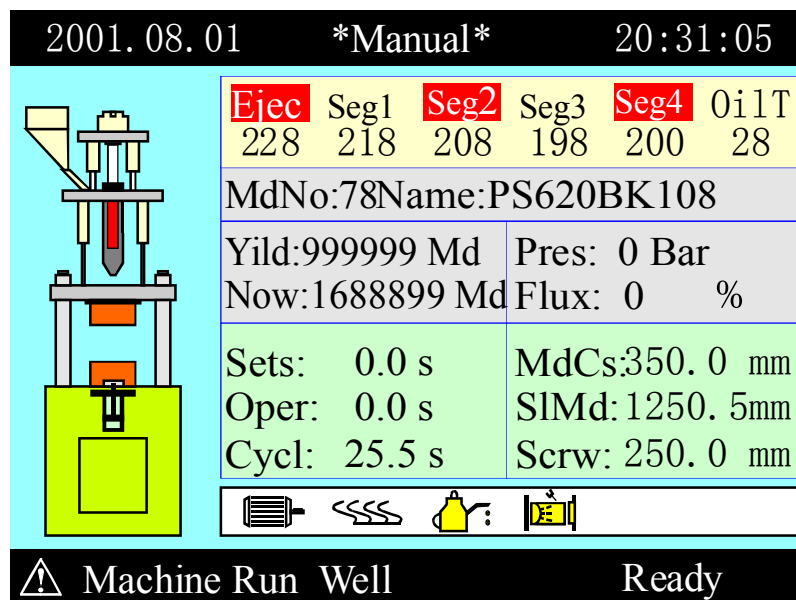 2001.08.01 *Manual* 20:31:05
Ejec Seg1 Seg2 Seg3 Seg4 OilT
228 218 208 198 200 28
MdNo:78Name:PS620BK108
Yild:999999 Md Pres: 0 Bar
Now:1688899 Md Flux: 0 %
Sets: 0.0 s MdCs:350.0 mm
Oper: 0.0 s SlMd:1250.5mm
Cycl: 25.5 s Scrw: 250.0 mm
Machine Run Well Ready